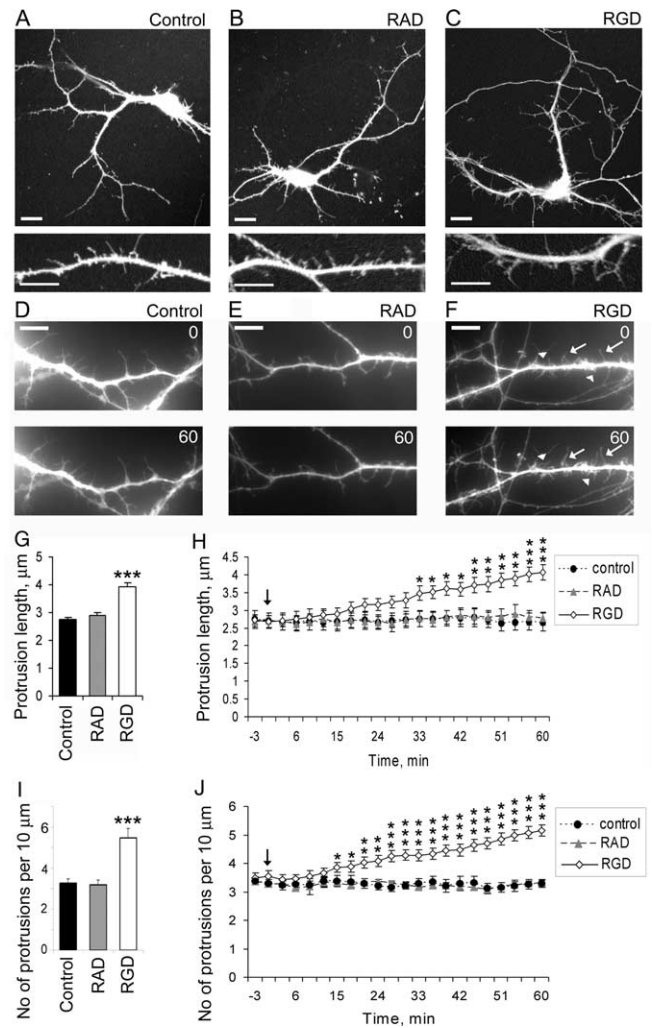 A Control
B RAD
C RGD
D Control
0
60
E RAD
0
60
F RGD
0
60
G
Protrusion length, μm
5
4
3
2
1
0
***
Control
RAD
RGD
H
Protrusion length, μm
4.5
4
3.5
3
2.5
2
1.5
1
0.5
0
* * * * ** ** ** ** *** ***
-3 6 15 24 33 42 51 60
Time, min
control
RAD
RGD
I
No of protrusions per 10 μm
6
4
2
0
***
Control
RAD
RGD
J
No of protrusions per 10 μm
6
5
4
3
2
1
0
* * ** ** *** *** *** *** *** *** *** *** *** *** *** ***
-3 6 15 24 33 42 51 60
Time, min
control
RAD
RGD